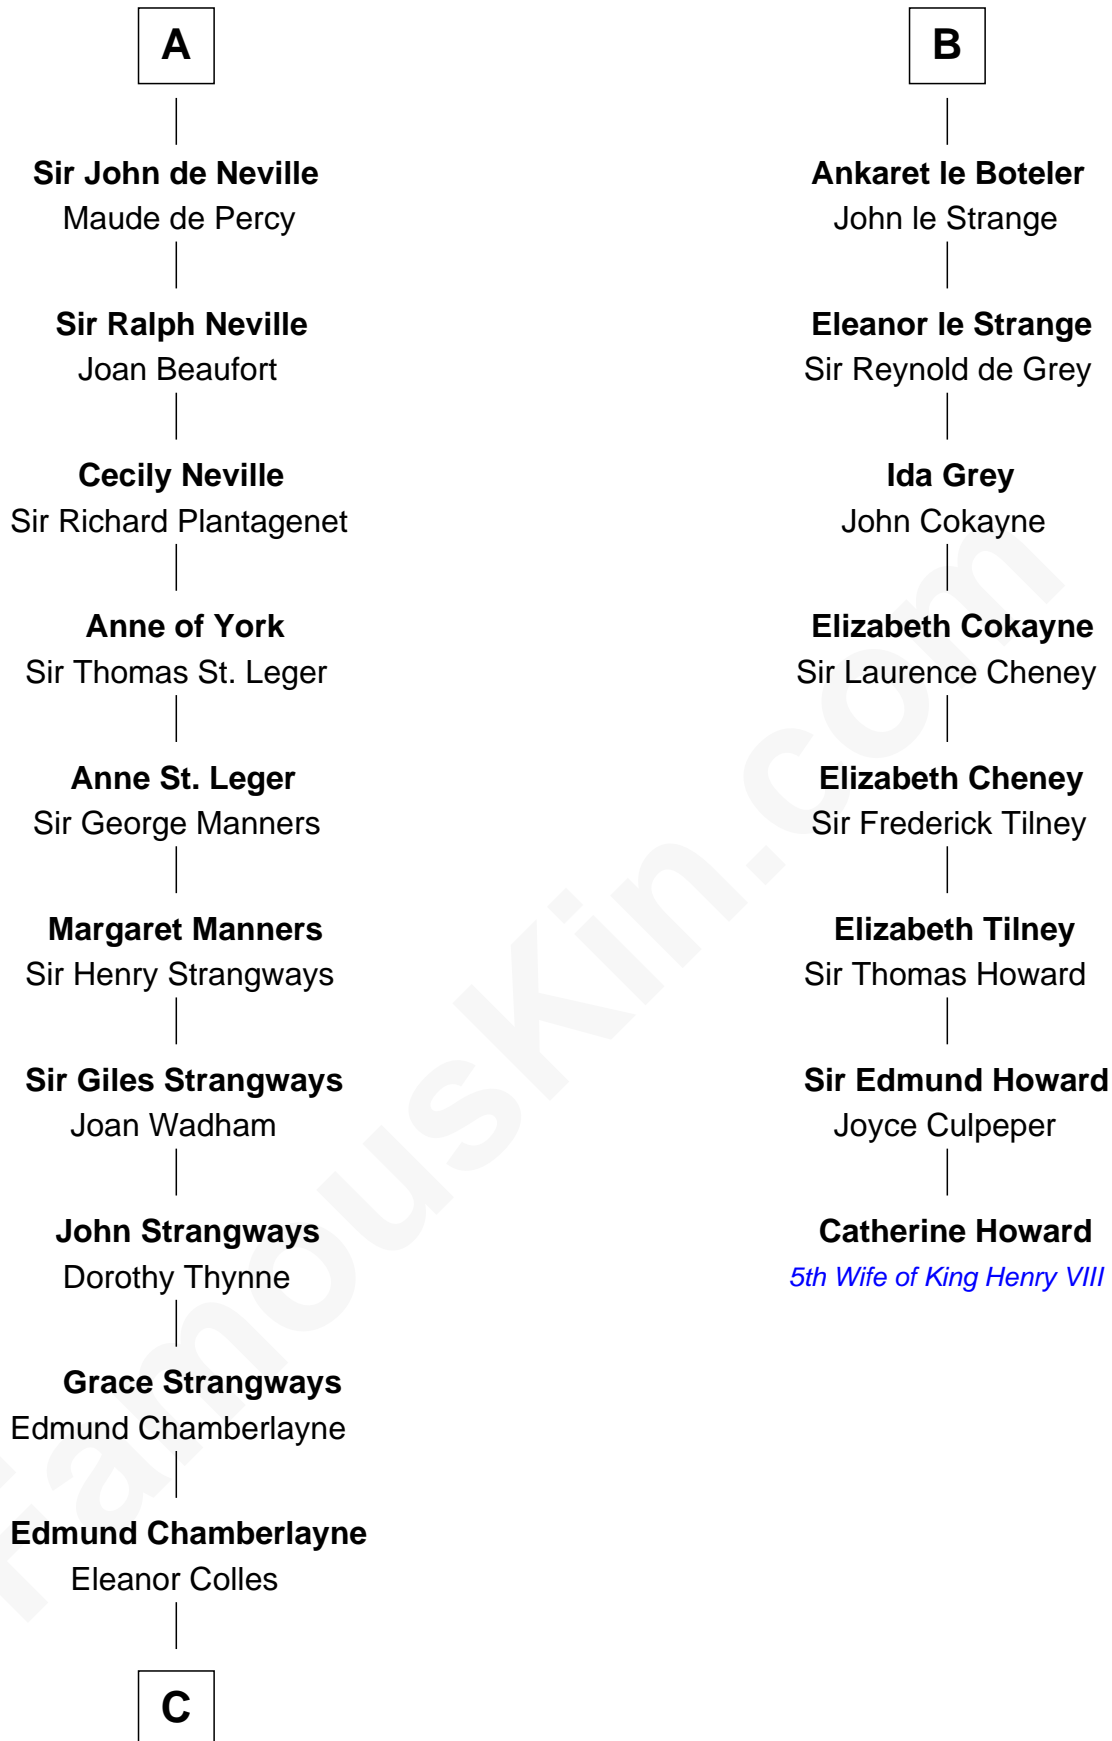 A
Sir John de Neville
Maude de Percy
Sir Ralph Neville
Joan Beaufort
Cecily Neville
Sir Richard Plantagenet
Anne of York
Sir Thomas St. Leger
Anne St. Leger
Sir George Manners
Margaret Manners
Sir Henry Strangways
Sir Giles Strangways
Joan Wadham
John Strangways
Dorothy Thynne
Grace Strangways
Edmund Chamberlayne
Edmund Chamberlayne
Eleanor Colles
C
B
Ankaret le Boteler
John le Strange
Eleanor le Strange
Sir Reynold de Grey
Ida Grey
John Cokayne
Elizabeth Cokayne
Sir Laurence Cheney
Elizabeth Cheney
Sir Frederick Tilney
Elizabeth Tilney
Sir Thomas Howard
Sir Edmund Howard
Joyce Culpeper
Catherine Howard
5th Wife of King Henry VIII
FamousKin.com